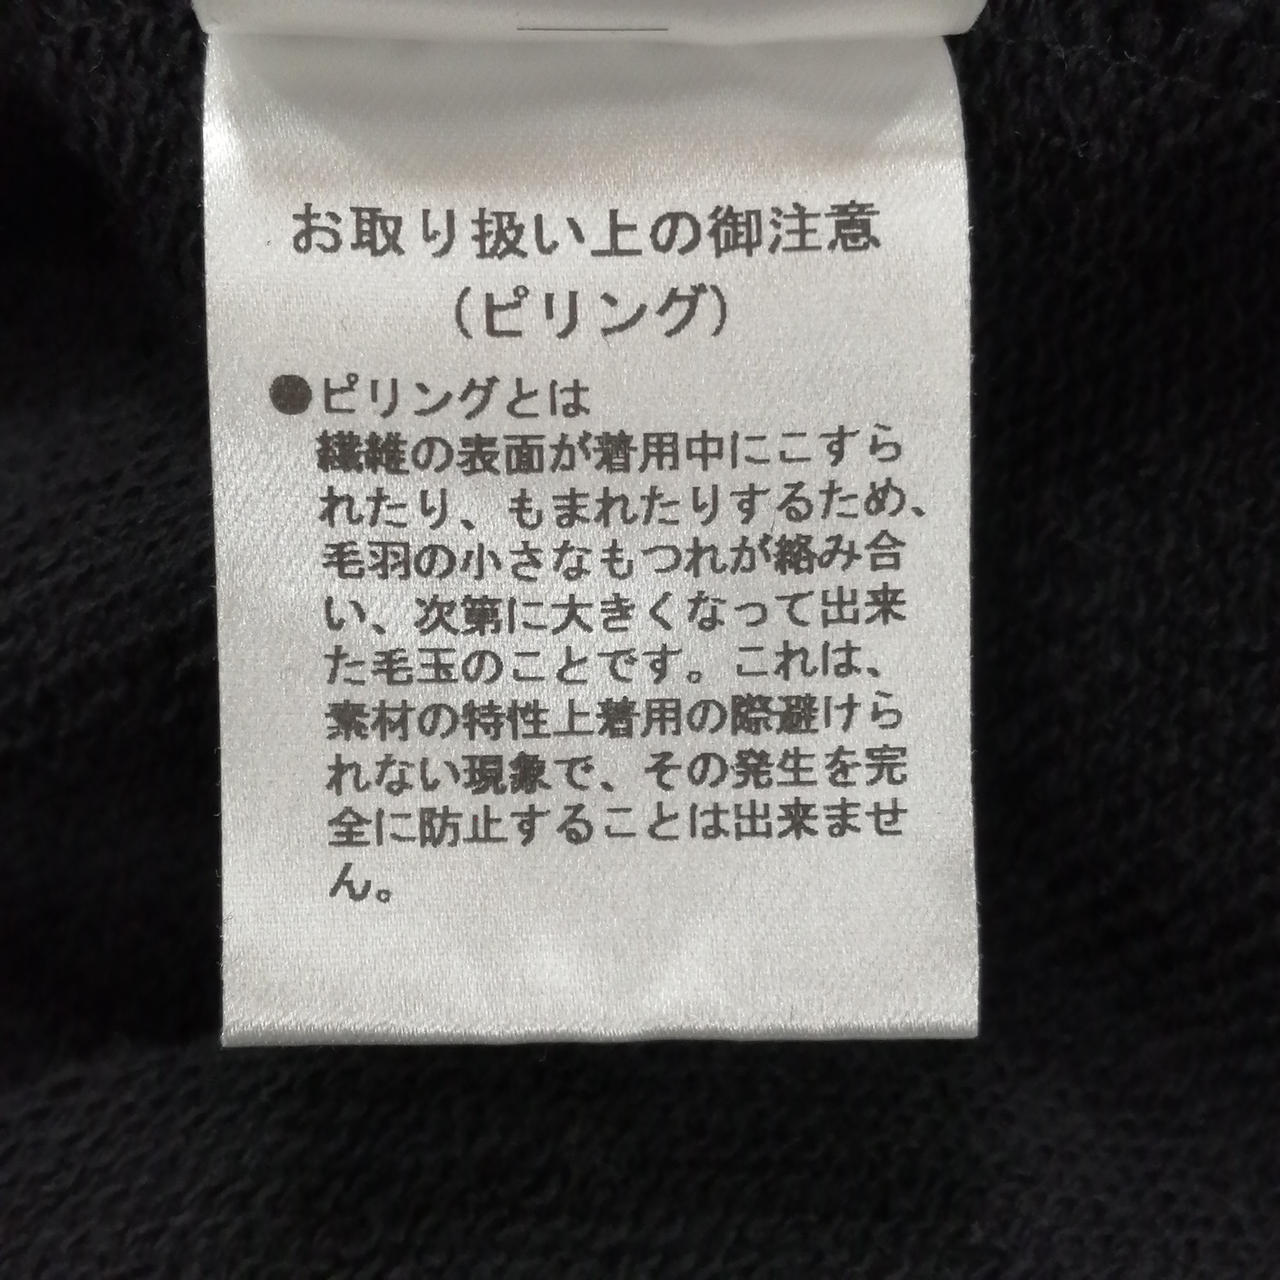 お取り扱い上の御注意
（ピリング）
●ピリングとは
繊維の表面が着用中にこすら
れたり、もまれたりするため、
毛羽の小さなもつれが絡み合
い、次第に大きくなって出来
た毛玉のことです。これは、
素材の特性上着用の際避けら
れない現象で、その発生を完
全に防止することは出来ませ
ん。